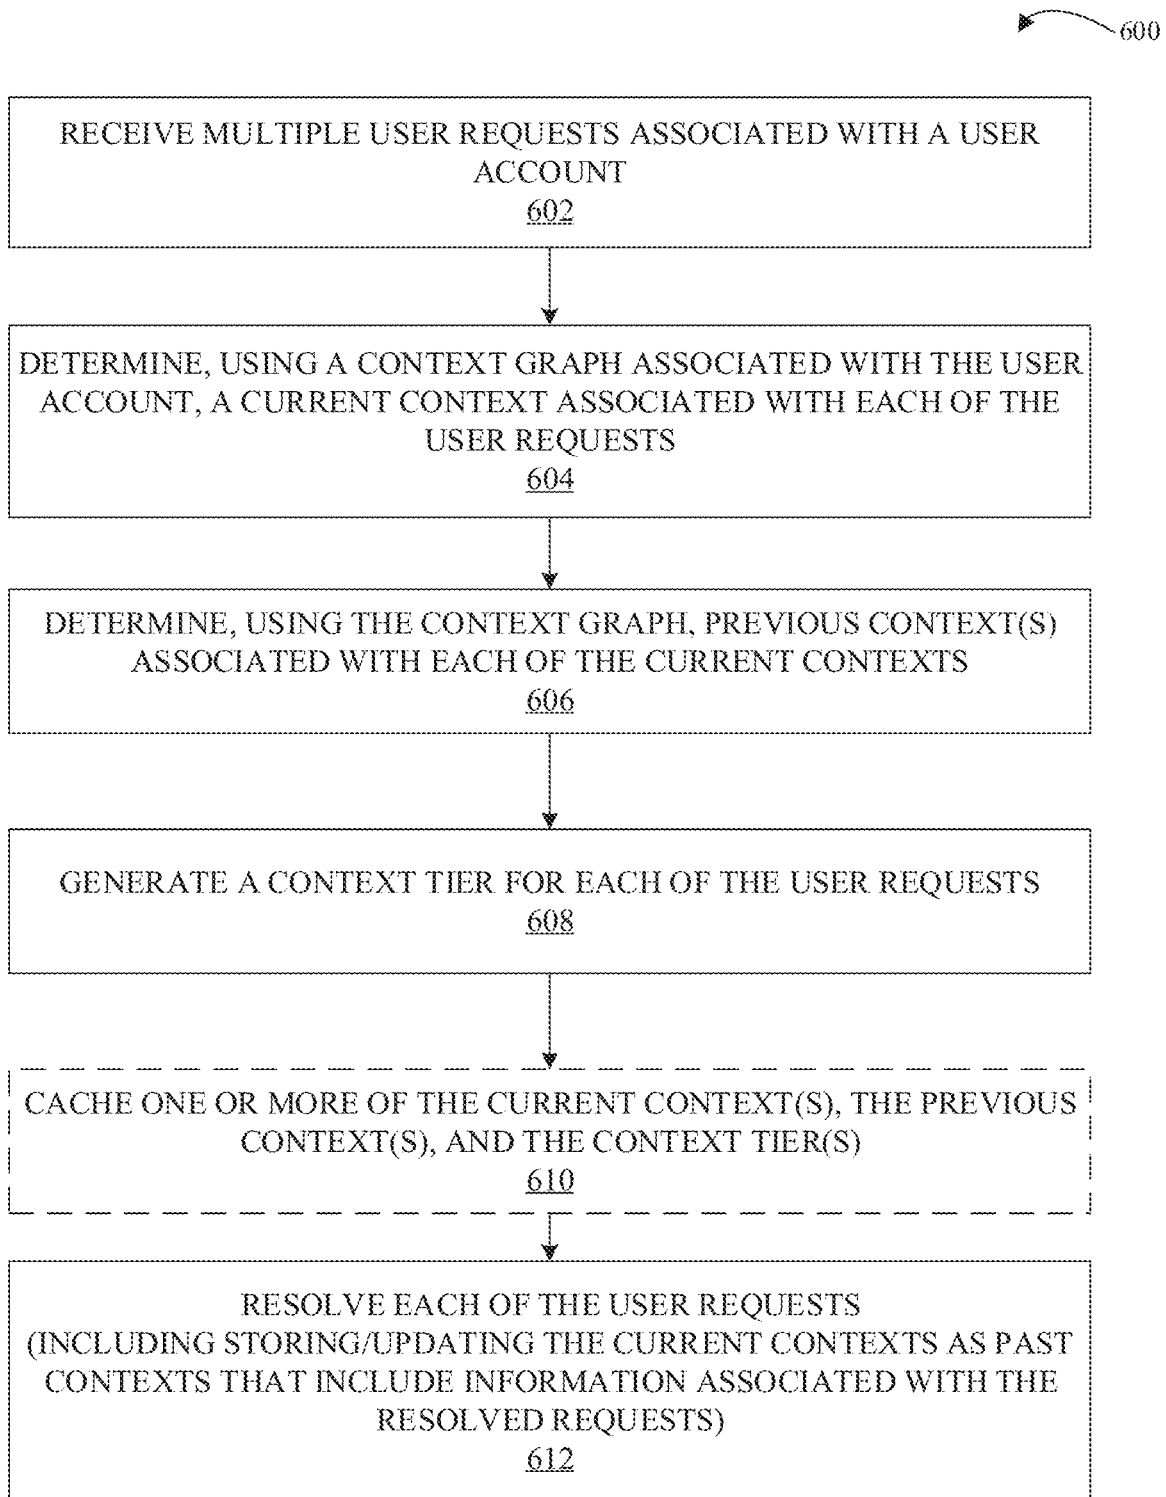 600
RECEIVE MULTIPLE USER REQUESTS ASSOCIATED WITH A USER
ACCOUNT
602
DETERMINE, USING A CONTEXT GRAPH ASSOCIATED WITH THE USER
ACCOUNT, A CURRENT CONTEXT ASSOCIATED WITH EACH OF THE
USER REQUESTS
604
DETERMINE, USING THE CONTEXT GRAPH, PREVIOUS CONTEXT(S)
ASSOCIATED WITH EACH OF THE CURRENT CONTEXTS
606
GENERATE A CONTEXT TIER FOR EACH OF THE USER REQUESTS
608
CACHE ONE OR MORE OF THE CURRENT CONTEXT(S), THE PREVIOUS
CONTEXT(S), AND THE CONTEXT TIER(S)
610
RESOLVE EACH OF THE USER REQUESTS
(INCLUDING STORING/UPDATING THE CURRENT CONTEXTS AS PAST
CONTEXTS THAT INCLUDE INFORMATION ASSOCIATED WITH THE
RESOLVED REQUESTS)
612